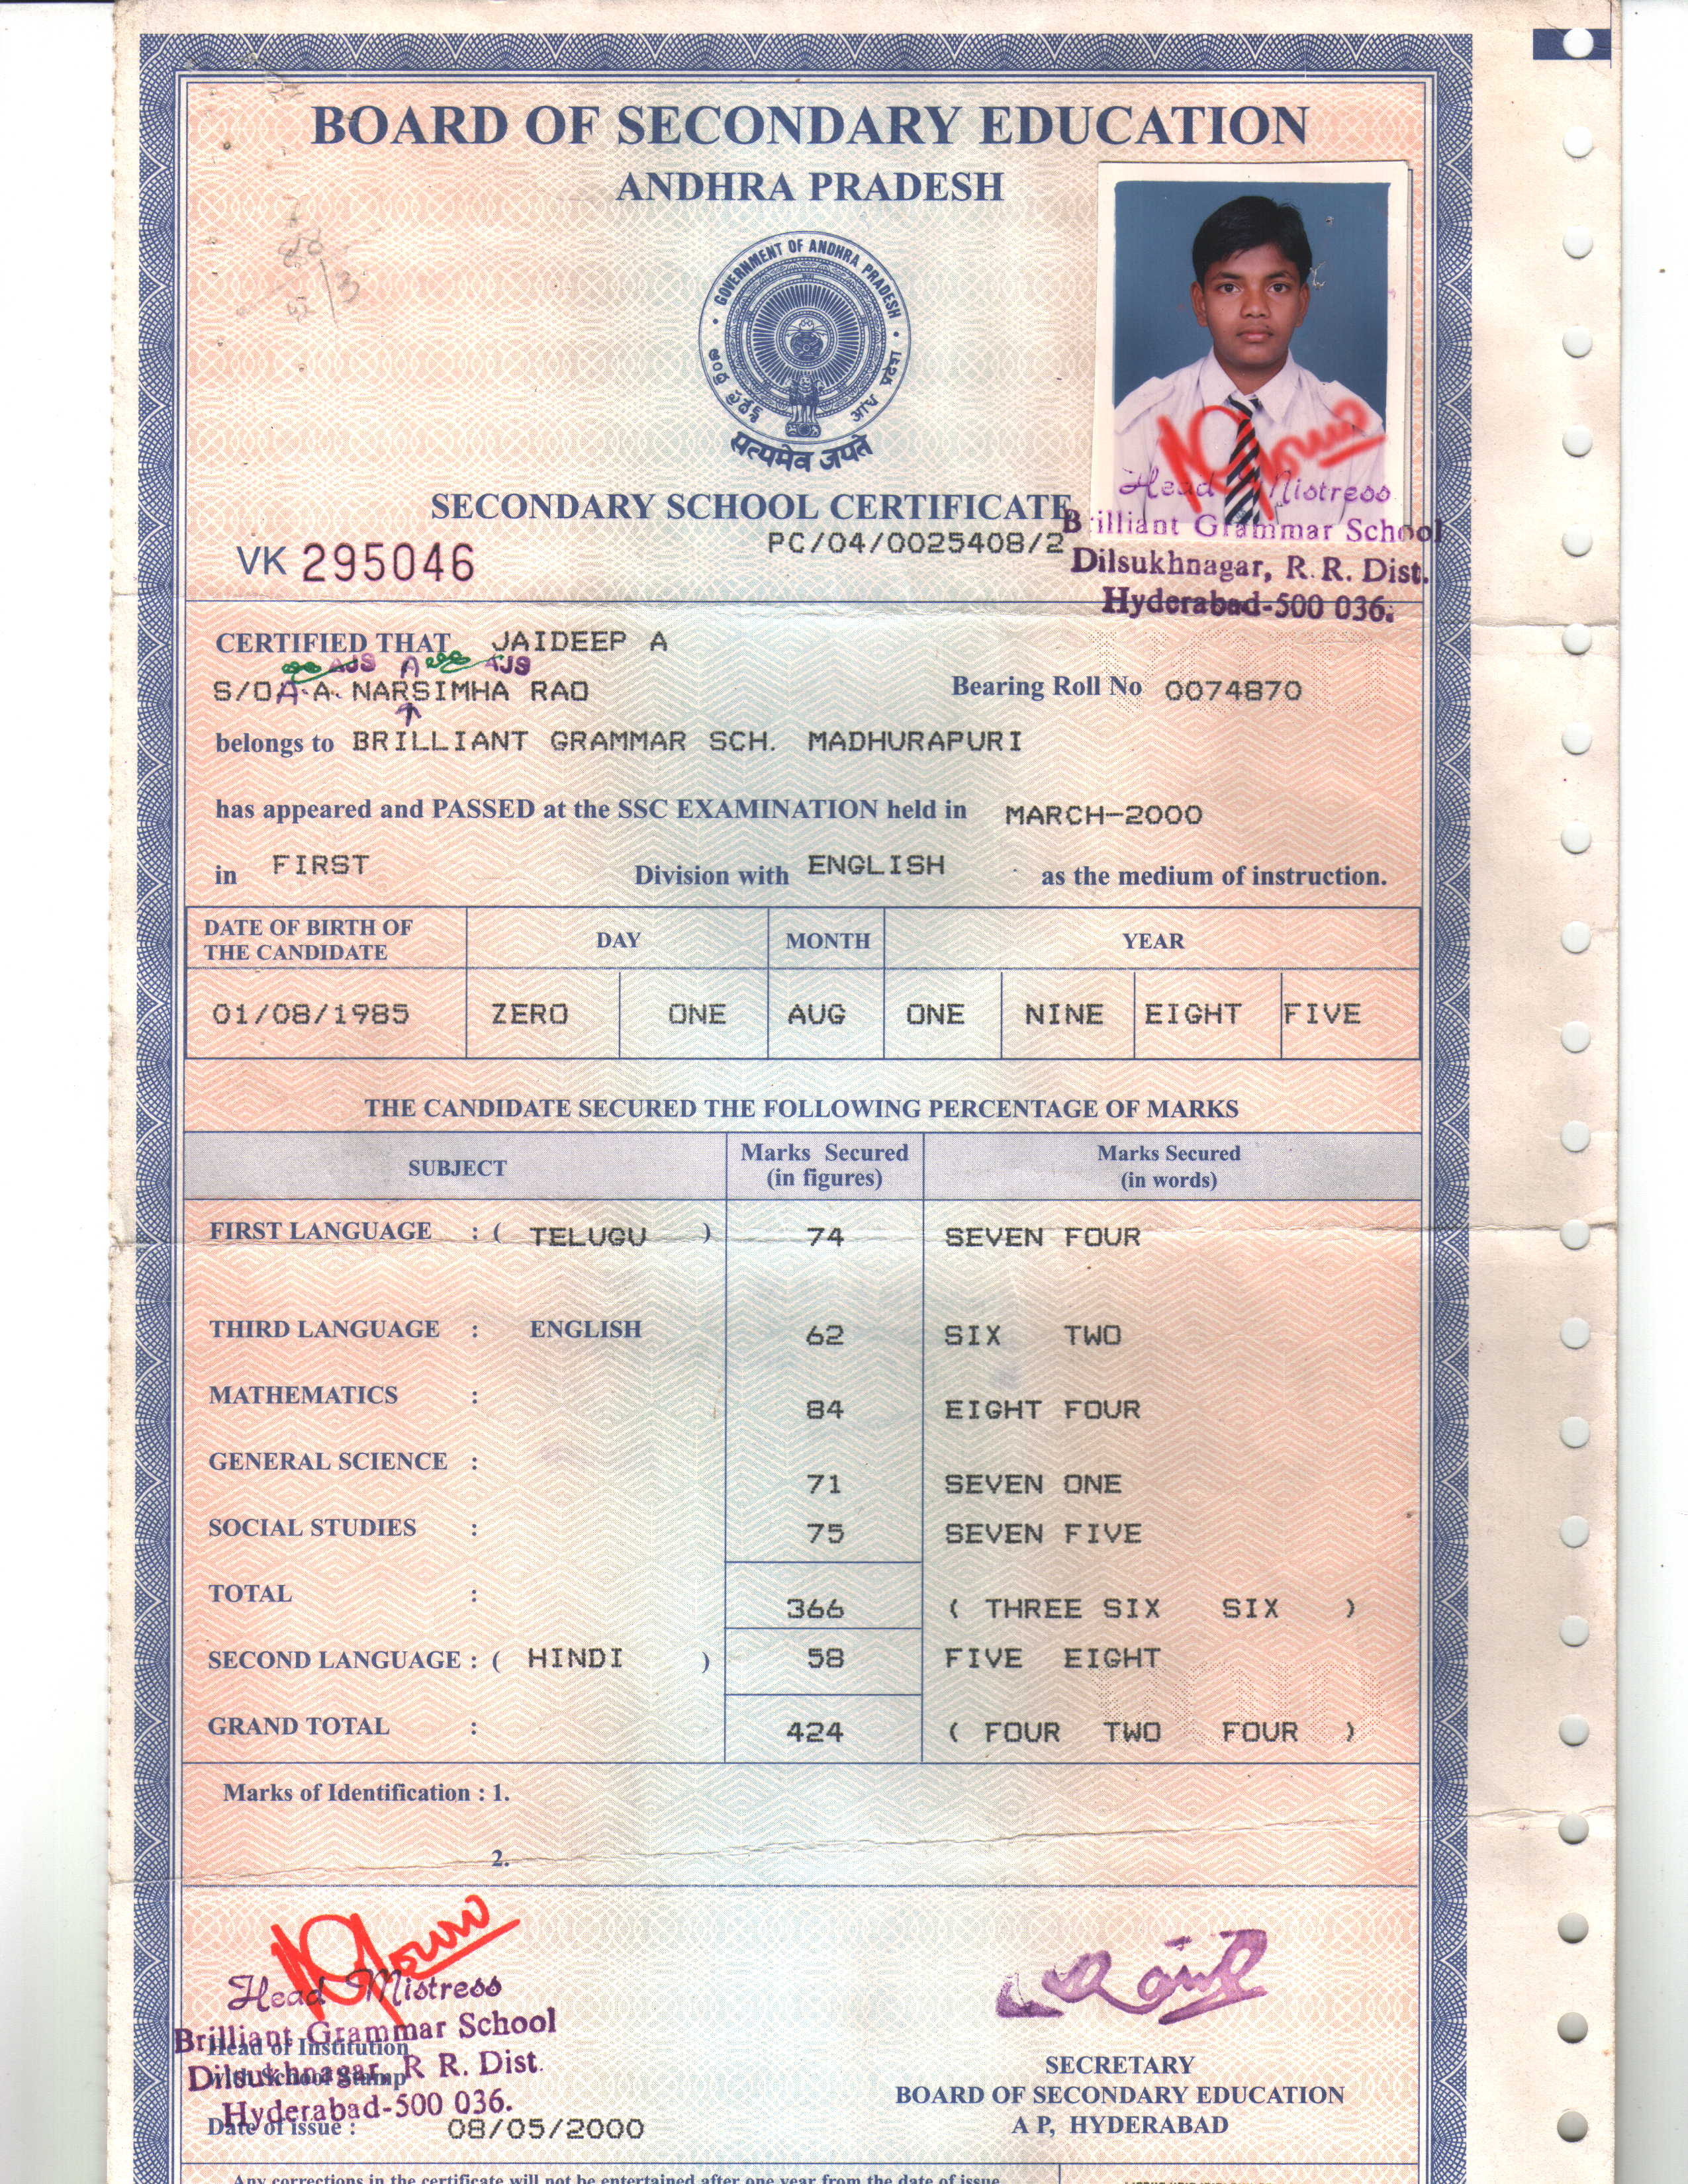 BOARD OF SECONDARY EDUCATION
ANDHRA PRADESH
GOVERNMENT OF ANDHRA PRADESH
ఆంధ్ర ప్రదేశ్
आंध्र प्रदेश
सत्यमेव जयते
SECONDARY SCHOOL CERTIFICATE
VK 295046
PC/04/0025408/2
Head Mistress
Brilliant Grammar School
Dilsukhnagar, R. R. Dist.
Hyderabad-500 036.
CERTIFIED THAT JAIDEEP A
AJS A AJS
S/O A.A. NARSIMHA RAO Bearing Roll No 0074870
belongs to BRILLIANT GRAMMAR SCH. MADHURAPURI
has appeared and PASSED at the SSC EXAMINATION held in MARCH-2000
in FIRST Division with ENGLISH as the medium of instruction.
DATE OF BIRTH OF THE CANDIDATE DAY MONTH YEAR
01/08/1985 ZERO ONE AUG ONE NINE EIGHT FIVE
THE CANDIDATE SECURED THE FOLLOWING PERCENTAGE OF MARKS
SUBJECT Marks Secured (in figures) Marks Secured (in words)
FIRST LANGUAGE : ( TELUGU ) 74 SEVEN FOUR
THIRD LANGUAGE : ENGLISH 62 SIX TWO
MATHEMATICS : 84 EIGHT FOUR
GENERAL SCIENCE : 71 SEVEN ONE
SOCIAL STUDIES : 75 SEVEN FIVE
TOTAL : 366 ( THREE SIX SIX )
SECOND LANGUAGE : ( HINDI ) 58 FIVE EIGHT
GRAND TOTAL : 424 ( FOUR TWO FOUR )
Marks of Identification : 1.
2.
Head Mistress
Brilliant Grammar School
Head of Institution
Dilsukhnagar, R R. Dist.
with School Stamp
Hyderabad-500 036.
Date of issue : 08/05/2000
SECRETARY
BOARD OF SECONDARY EDUCATION
A P, HYDERABAD
Any corrections in the certificate will not be entertained after one year from the date of issue